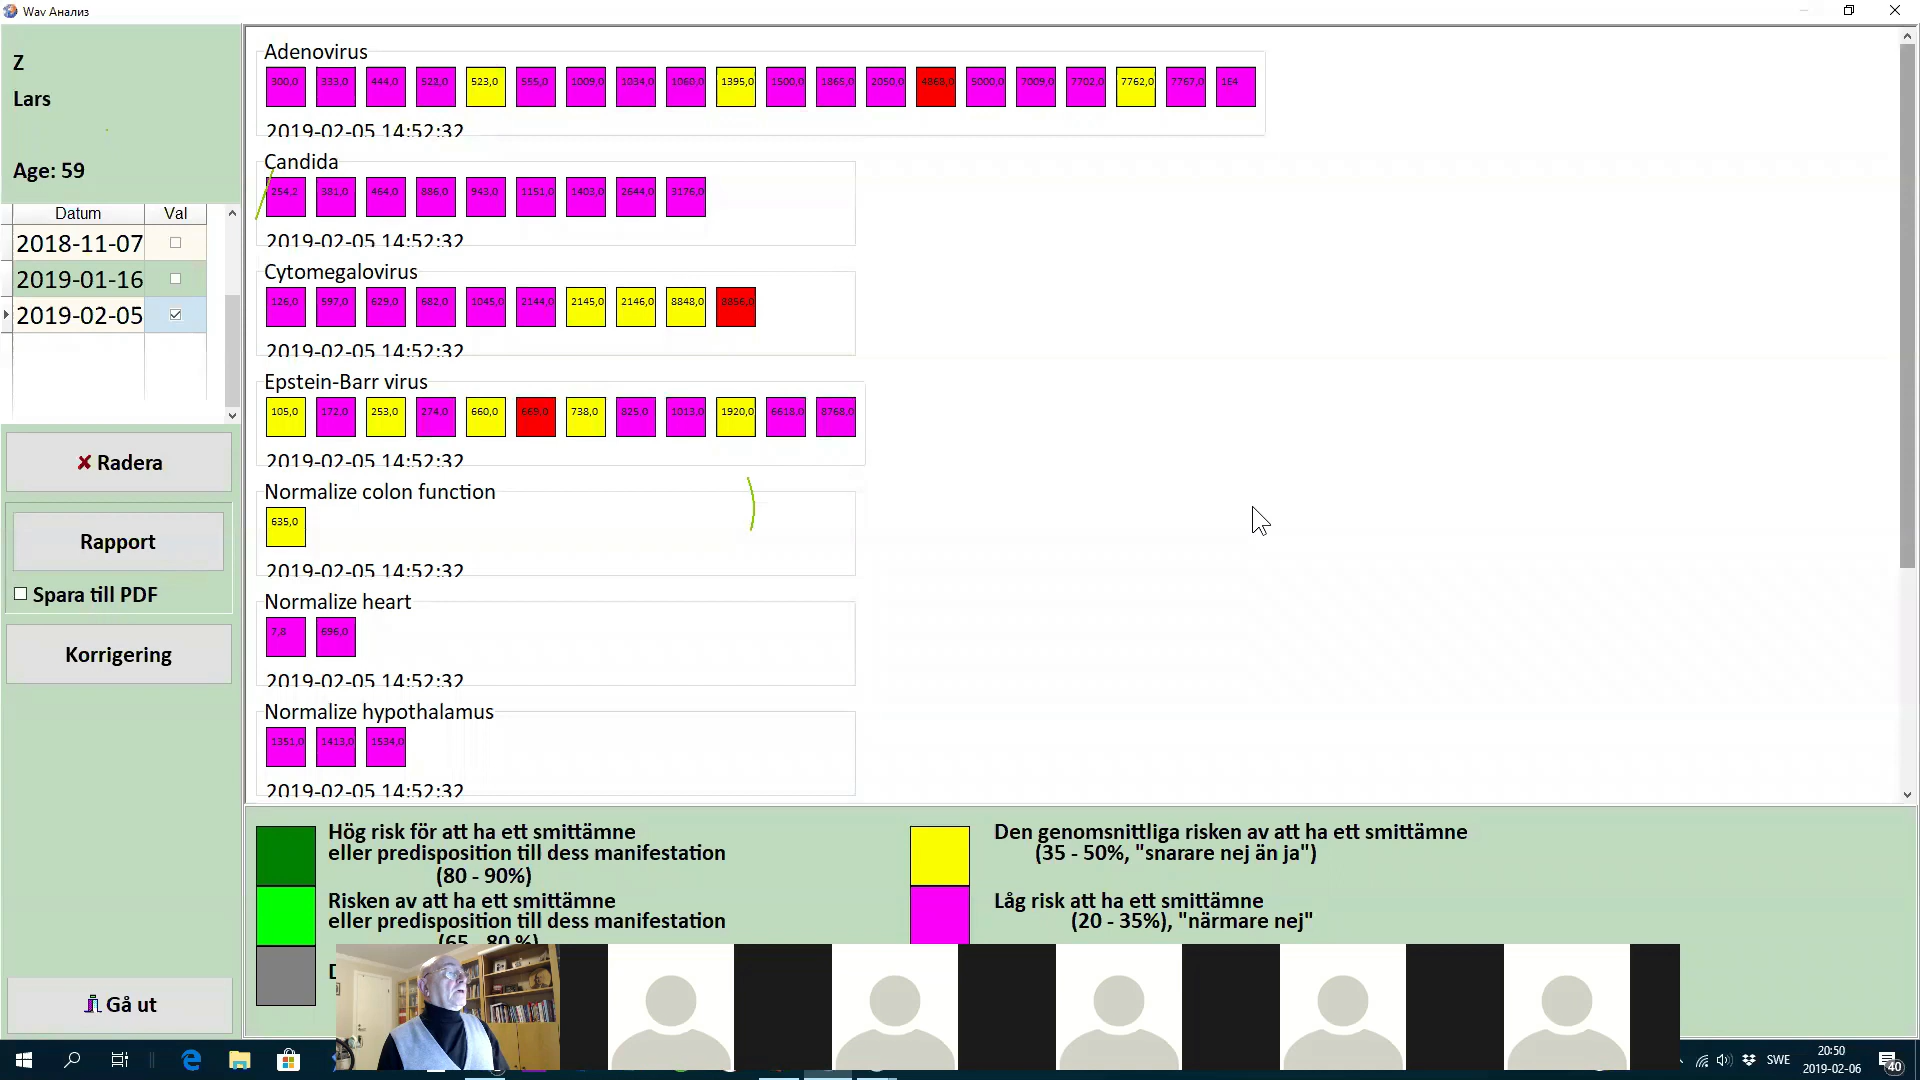 Wav Анализ
Z
Lars
Age: 59
Datum Val
2018-11-07
2019-01-16
2019-02-05
Radera
Rapport
Spara till PDF
Korrigering
Gå ut
Adenovirus
300,0 333,0 444,0 523,0 523,0 555,0 1009,0 1034,0 1060,0 1395,0 1500,0 1865,0 2050,0 4868,0 5000,0 7009,0 7702,0 7762,0 7767,0 1E4
2019-02-05 14:52:32
Candida
254,2 381,0 464,0 886,0 943,0 1151,0 1403,0 2644,0 3176,0
2019-02-05 14:52:32
Cytomegalovirus
126,0 597,0 629,0 682,0 1045,0 2144,0 2145,0 2146,0 8848,0 8856,0
2019-02-05 14:52:32
Epstein-Barr virus
105,0 172,0 253,0 274,0 660,0 669,0 738,0 825,0 1013,0 1920,0 6618,0 8768,0
2019-02-05 14:52:32
Normalize colon function
635,0
2019-02-05 14:52:32
Normalize heart
7,8 696,0
2019-02-05 14:52:32
Normalize hypothalamus
1351,0 1413,0 1534,0
2019-02-05 14:52:32
Hög risk för att ha ett smittämne
eller predisposition till dess manifestation
(80 - 90%)
Risken av att ha ett smittämne
eller predisposition till dess manifestation
(65 - 80 %)
Den genomsnittliga risken av att ha ett smittämne
(35 - 50%, "snarare nej än ja")
Låg risk att ha ett smittämne
(20 - 35%), "närmare nej"
SWE
20:50
2019-02-06
40